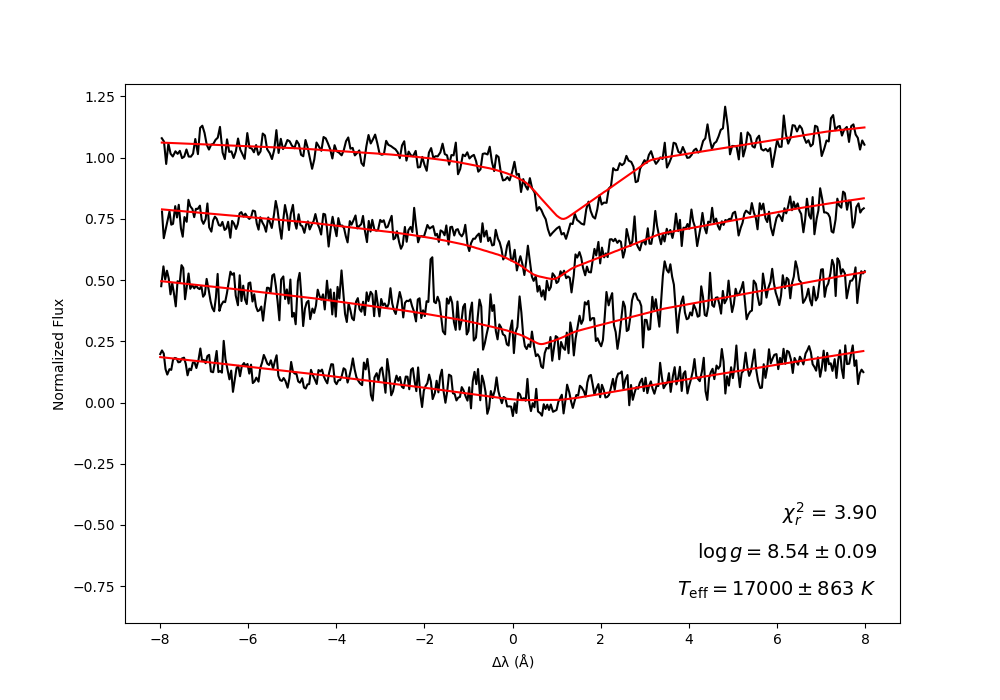 1.25
1.00
0.75
0.50
0.25
0.00
−0.25
−0.50
−0.75
Normalized Flux
χ²ᵣ = 3.90
log g = 8.54 ± 0.09
T_eff = 17000 ± 863 K
−8 −6 −4 −2 0 2 4 6 8
Δλ (Å)